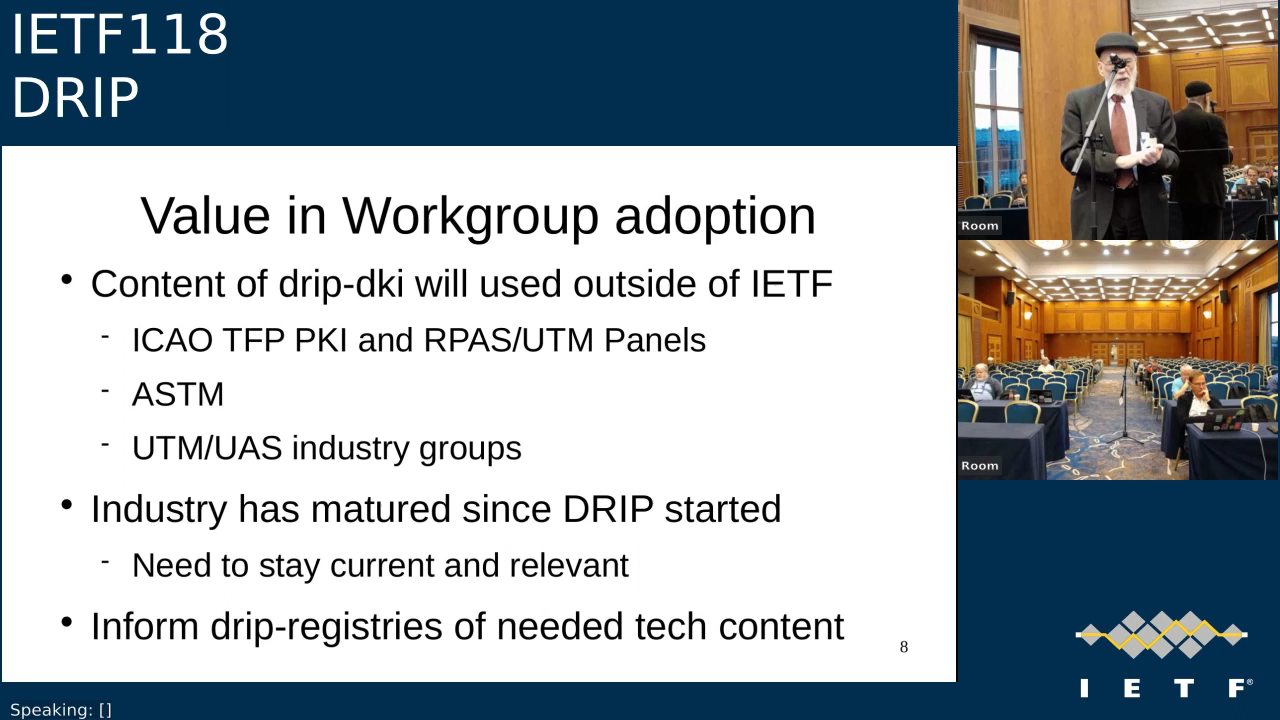 IETF118
DRIP
Value in Workgroup adoption
• Content of drip-dki will used outside of IETF
- ICAO TFP PKI and RPAS/UTM Panels
- ASTM
- UTM/UAS industry groups
• Industry has matured since DRIP started
- Need to stay current and relevant
• Inform drip-registries of needed tech content
8
Room
Room
I E T F®
Speaking: []